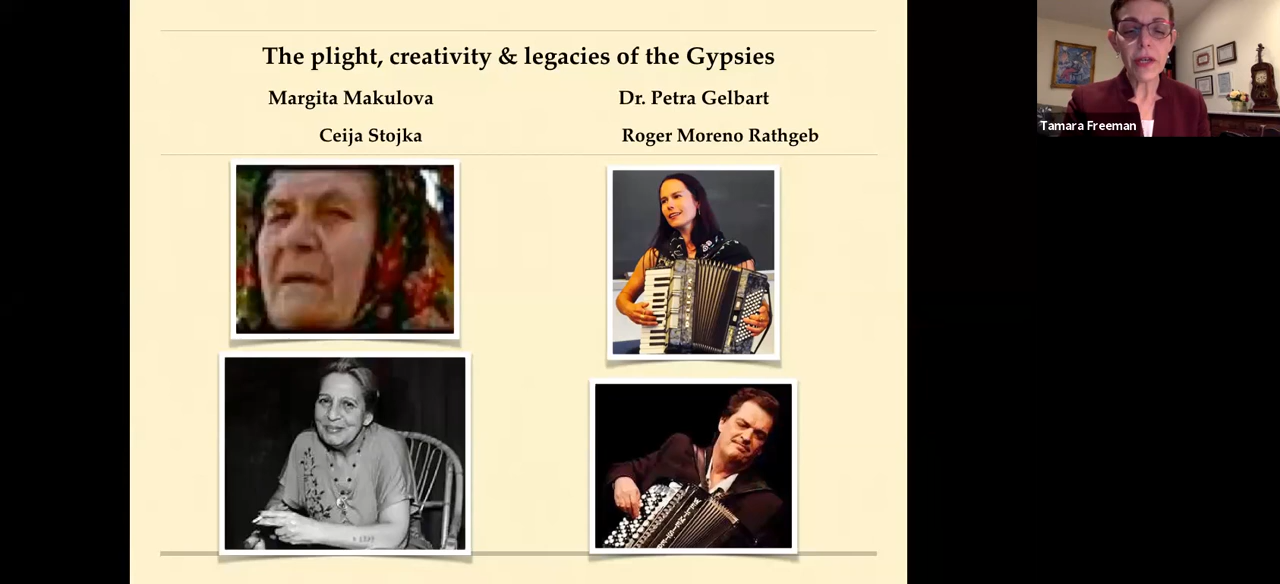 The plight, creativity & legacies of the Gypsies
Margita Makulova
Dr. Petra Gelbart
Ceija Stojka
Roger Moreno Rathgeb
Tamara Freeman